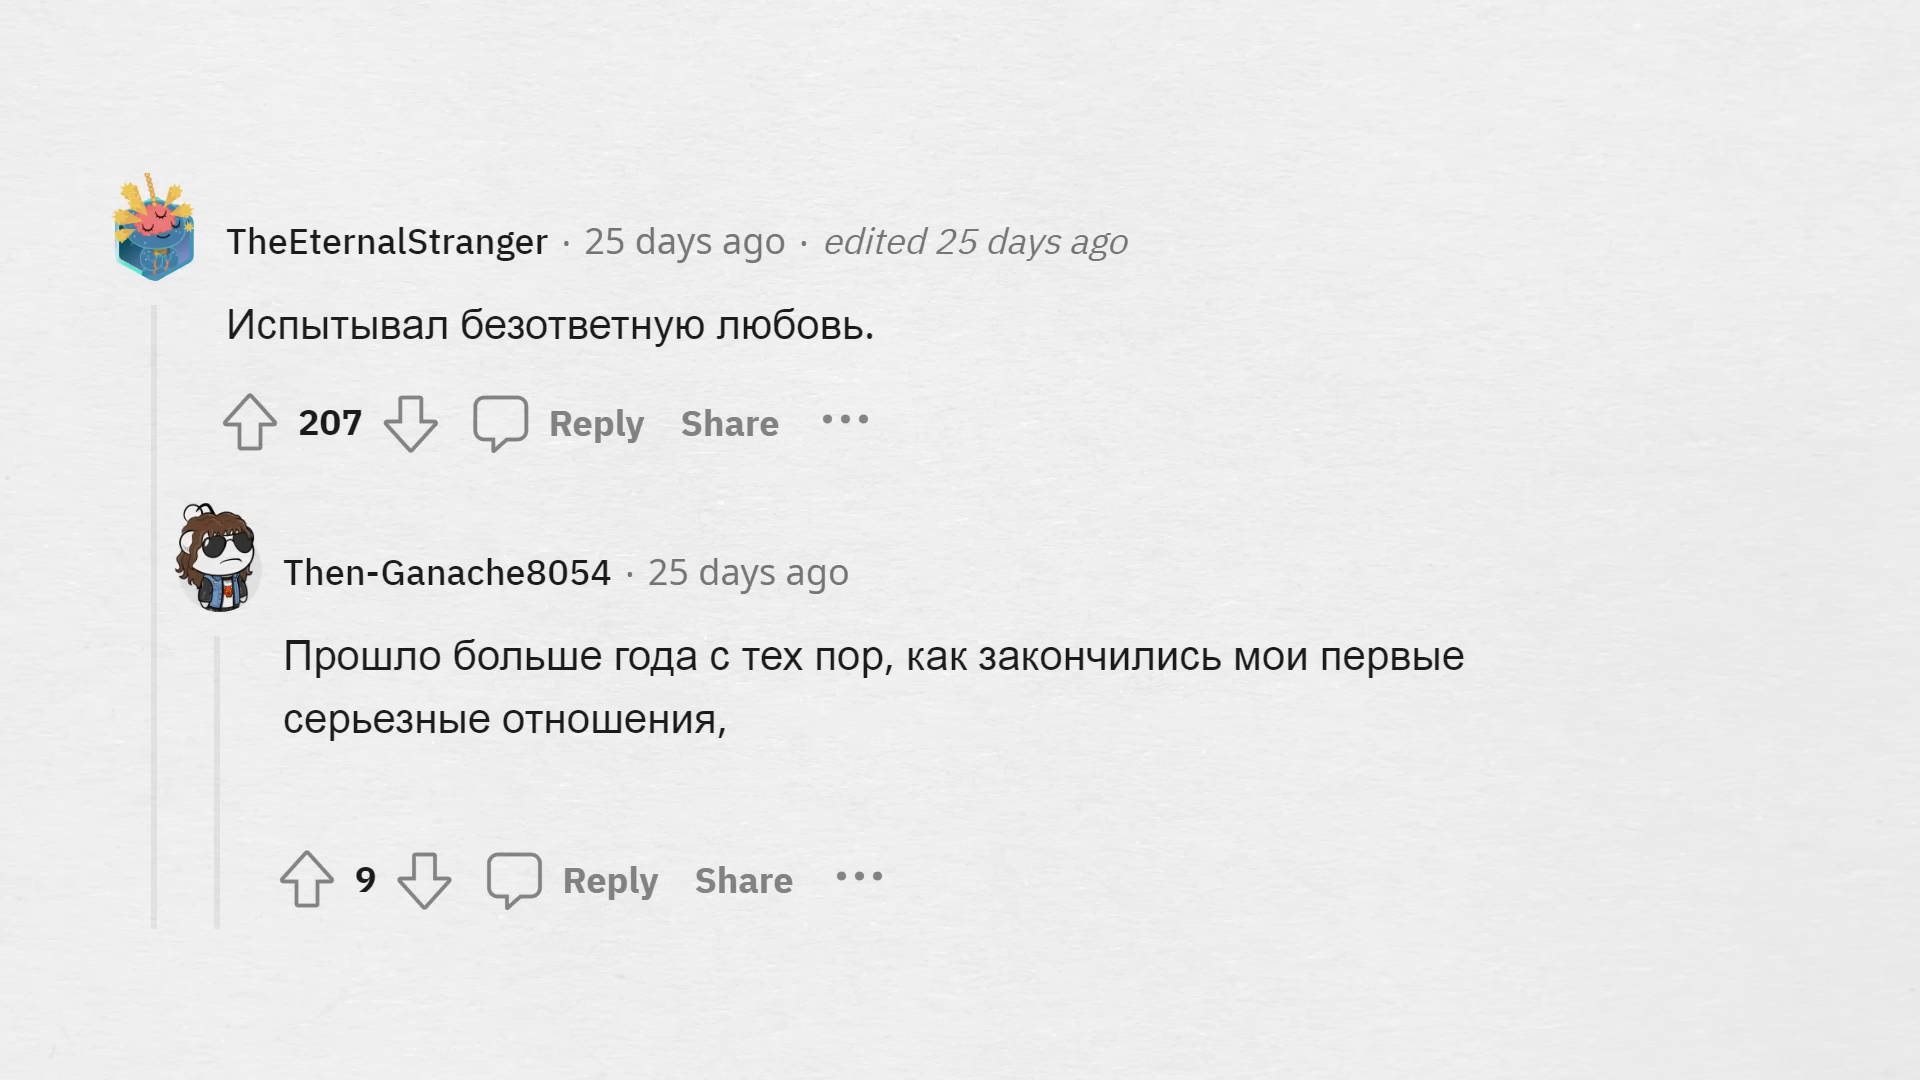 TheEternalStranger · 25 days ago · edited 25 days ago
Испытывал безответную любовь.
207 Reply Share •••
Then-Ganache8054 · 25 days ago
Прошло больше года с тех пор, как закончились мои первые
серьезные отношения,
9 Reply Share •••